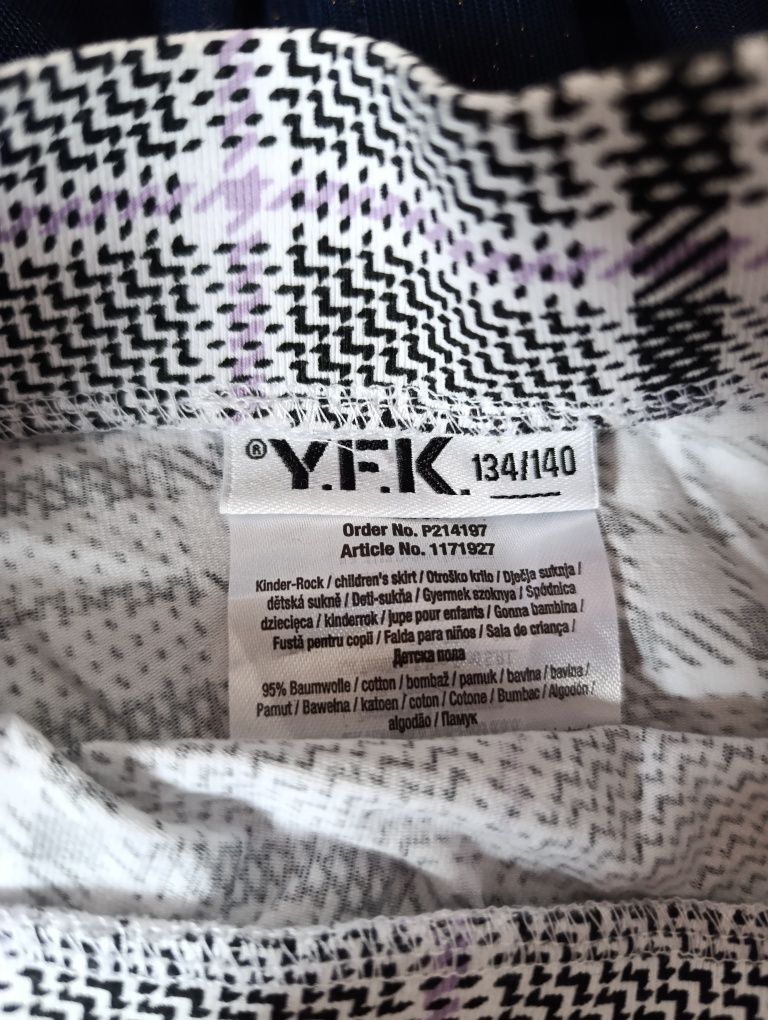 ® Y.F.K. 134/140
Order No. P214197
Article No. 1171927
Kinder-Rock / children's skirt / Otroško krilo / Dječja suknja /
dětská sukně / Deti-sukňa / Gyermek szoknya / Spódnica
dziecięca / kinderrok / jupe pour enfants / Gonna bambina /
Fustă pentru copii / Falda para niños / Saia de criança /
Детска пола
95% Baumwolle / cotton / bombaž / pamuk / bavlna / bavlna /
Pamut / Bawełna / katoen / coton / Cotone / Bumbac / Algodón /
algodão / Памук